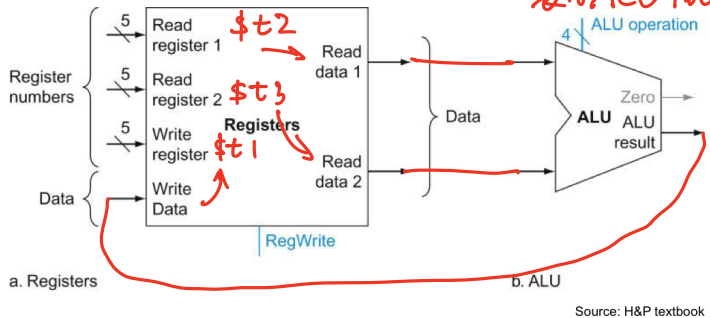 ALU operation
4
5
Read
register 1
$t2
Read
data 1
5
Read
register 2
$t3
Register
numbers
Registers
Data
Zero
ALU
ALU
result
5
Write
register
$t1
Read
data 2
Data
Write
Data
RegWrite
a. Registers
b. ALU
Source: H&P textbook